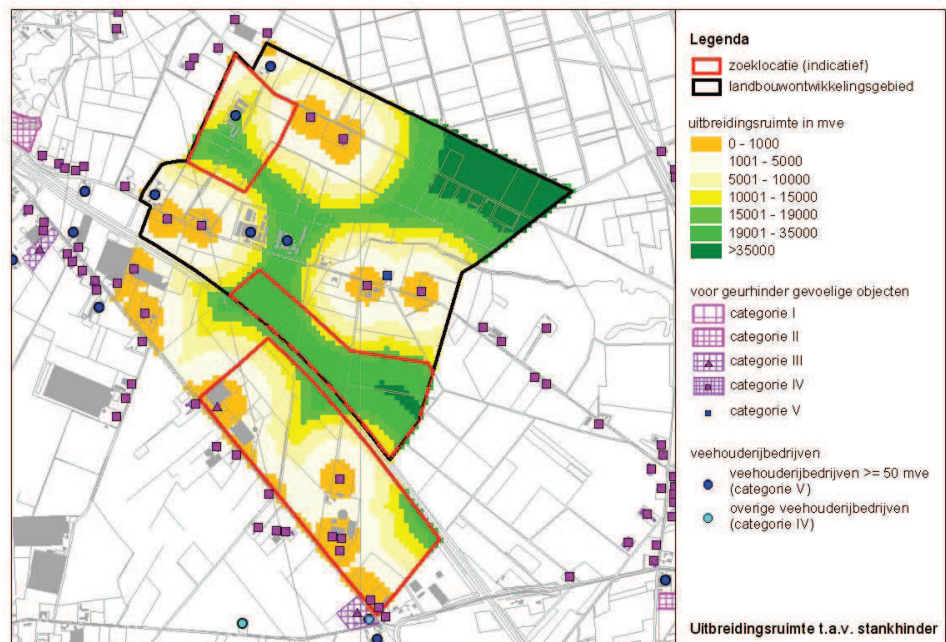 Legenda
zoeklocatie (indicatief)
landbouwontwikkelingsgebied
uitbreidingsruimte in mve
0 - 1000
1001 - 5000
5001 - 10000
10001 - 15000
15001 - 19000
19001 - 35000
>35000
voor geurhinder gevoelige objecten
categorie I
categorie II
categorie III
categorie IV
categorie V
veehouderijbedrijven
veehouderijbedrijven >= 50 mve
(categorie V)
overige veehouderijbedrijven
(categorie IV)
Uitbreidingsruimte t.a.v. stankhinder